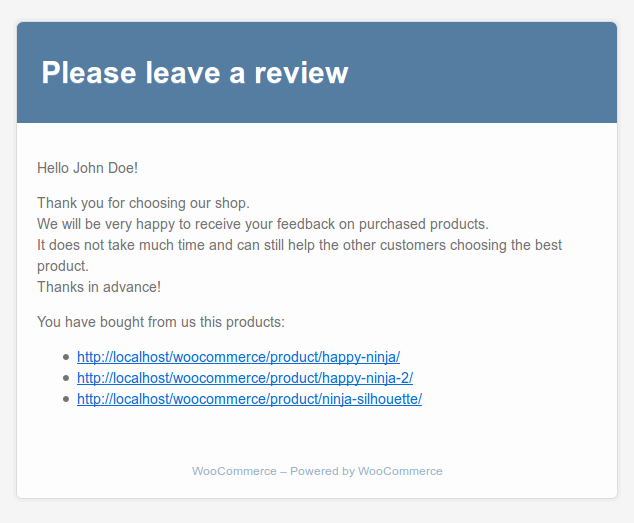 Please leave a review
Hello John Doe!
Thank you for choosing our shop.
We will be very happy to receive your feedback on purchased products.
It does not take much time and can still help the other customers choosing the best
product.
Thanks in advance!
You have bought from us this products:
http://localhost/woocommerce/product/happy-ninja/
http://localhost/woocommerce/product/happy-ninja-2/
http://localhost/woocommerce/product/ninja-silhouette/
WooCommerce – Powered by WooCommerce